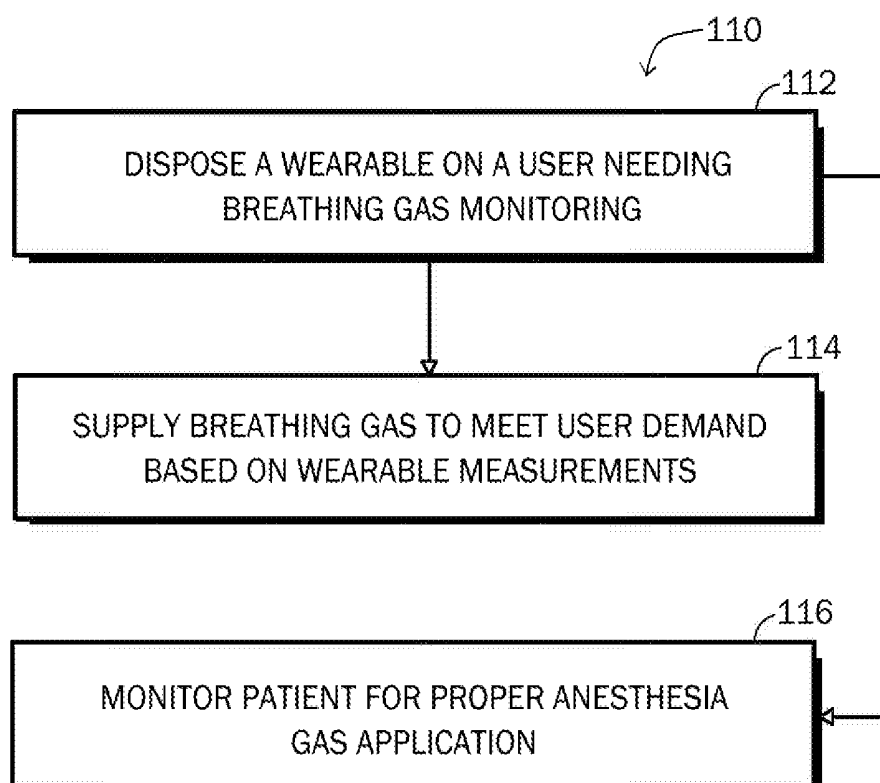 110
112
DISPOSE A WEARABLE ON A USER NEEDING
BREATHING GAS MONITORING
114
SUPPLY BREATHING GAS TO MEET USER DEMAND
BASED ON WEARABLE MEASUREMENTS
116
MONITOR PATIENT FOR PROPER ANESTHESIA
GAS APPLICATION